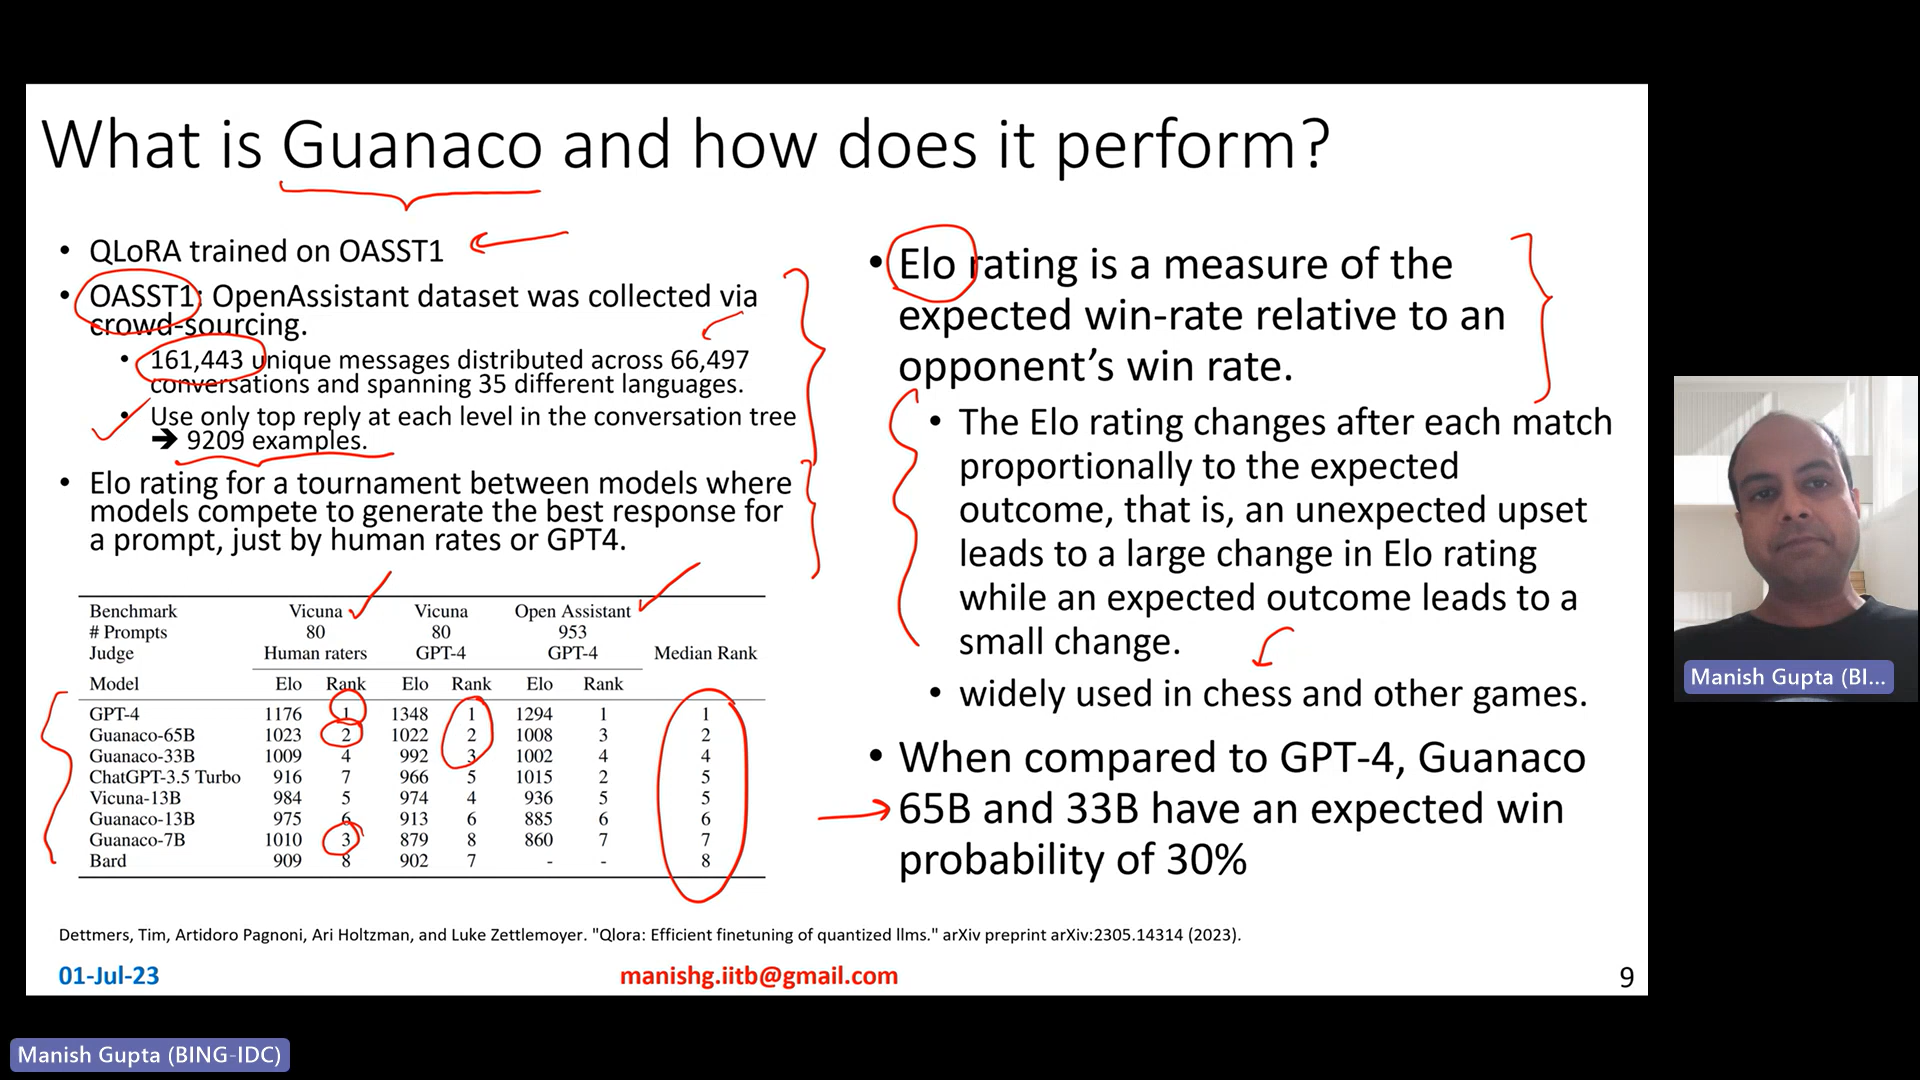 What is Guanaco and how does it perform?
• QLoRA trained on OASST1
• OASST1: OpenAssistant dataset was collected via
crowd-sourcing.
• 161,443 unique messages distributed across 66,497
conversations and spanning 35 different languages.
• Use only top reply at each level in the conversation tree
➔ 9209 examples.
• Elo rating for a tournament between models where
models compete to generate the best response for
a prompt, just by human rates or GPT4.
Benchmark Vicuna Vicuna Open Assistant
# Prompts 80 80 953
Judge Human raters GPT-4 GPT-4 Median Rank
Model Elo Rank Elo Rank Elo Rank
GPT-4 1176 1 1348 1 1294 1 1
Guanaco-65B 1023 2 1022 2 1008 3 2
Guanaco-33B 1009 4 992 3 1002 4 4
ChatGPT-3.5 Turbo 916 7 966 5 1015 2 5
Vicuna-13B 984 5 974 4 936 5 5
Guanaco-13B 975 6 913 6 885 6 6
Guanaco-7B 1010 3 879 8 860 7 7
Bard 909 8 902 7 - - 8
• Elo rating is a measure of the
expected win-rate relative to an
opponent’s win rate.
• The Elo rating changes after each match
proportionally to the expected
outcome, that is, an unexpected upset
leads to a large change in Elo rating
while an expected outcome leads to a
small change.
• widely used in chess and other games.
• When compared to GPT-4, Guanaco
65B and 33B have an expected win
probability of 30%
Dettmers, Tim, Artidoro Pagnoni, Ari Holtzman, and Luke Zettlemoyer. "Qlora: Efficient finetuning of quantized llms." arXiv preprint arXiv:2305.14314 (2023).
01-Jul-23
manishg.iitb@gmail.com
9
Manish Gupta (BI...
Manish Gupta (BING-IDC)